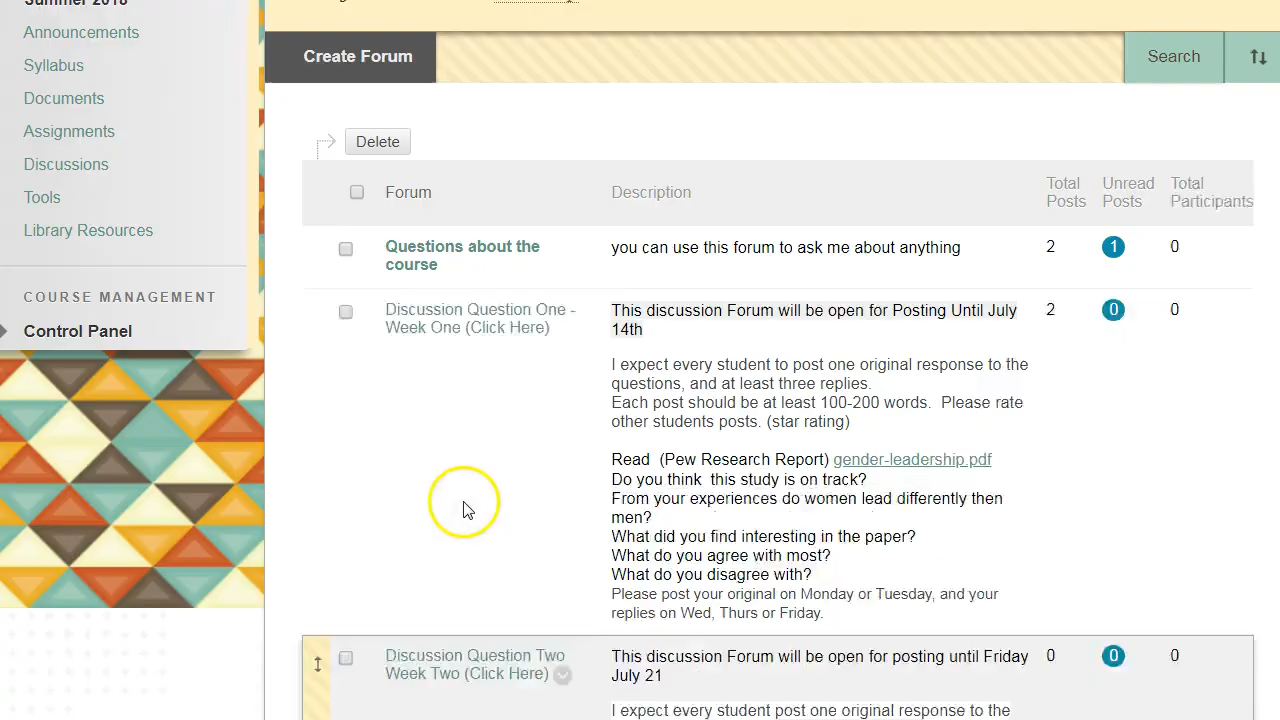 Summer 2018
Announcements
Syllabus
Documents
Assignments
Discussions
Tools
Library Resources
COURSE MANAGEMENT
Control Panel
Create Forum
Search
Delete
Forum
Description
Total
Posts
Unread
Posts
Total
Participants
Questions about the
course
you can use this forum to ask me about anything
2
1
0
Discussion Question One -
Week One (Click Here)
This discussion Forum will be open for Posting Until July
14th
2
0
0
I expect every student to post one original response to the
questions, and at least three replies.
Each post should be at least 100-200 words.  Please rate
other students posts. (star rating)
Read  (Pew Research Report) gender-leadership.pdf
Do you think  this study is on track?
From your experiences do women lead differently then
men?
What did you find interesting in the paper?
What do you agree with most?
What do you disagree with?
Please post your original on Monday or Tuesday, and your
replies on Wed, Thurs or Friday.
Discussion Question Two
Week Two (Click Here)
This discussion Forum will be open for posting until Friday
July 21
0
0
0
I expect every student post one original response to the